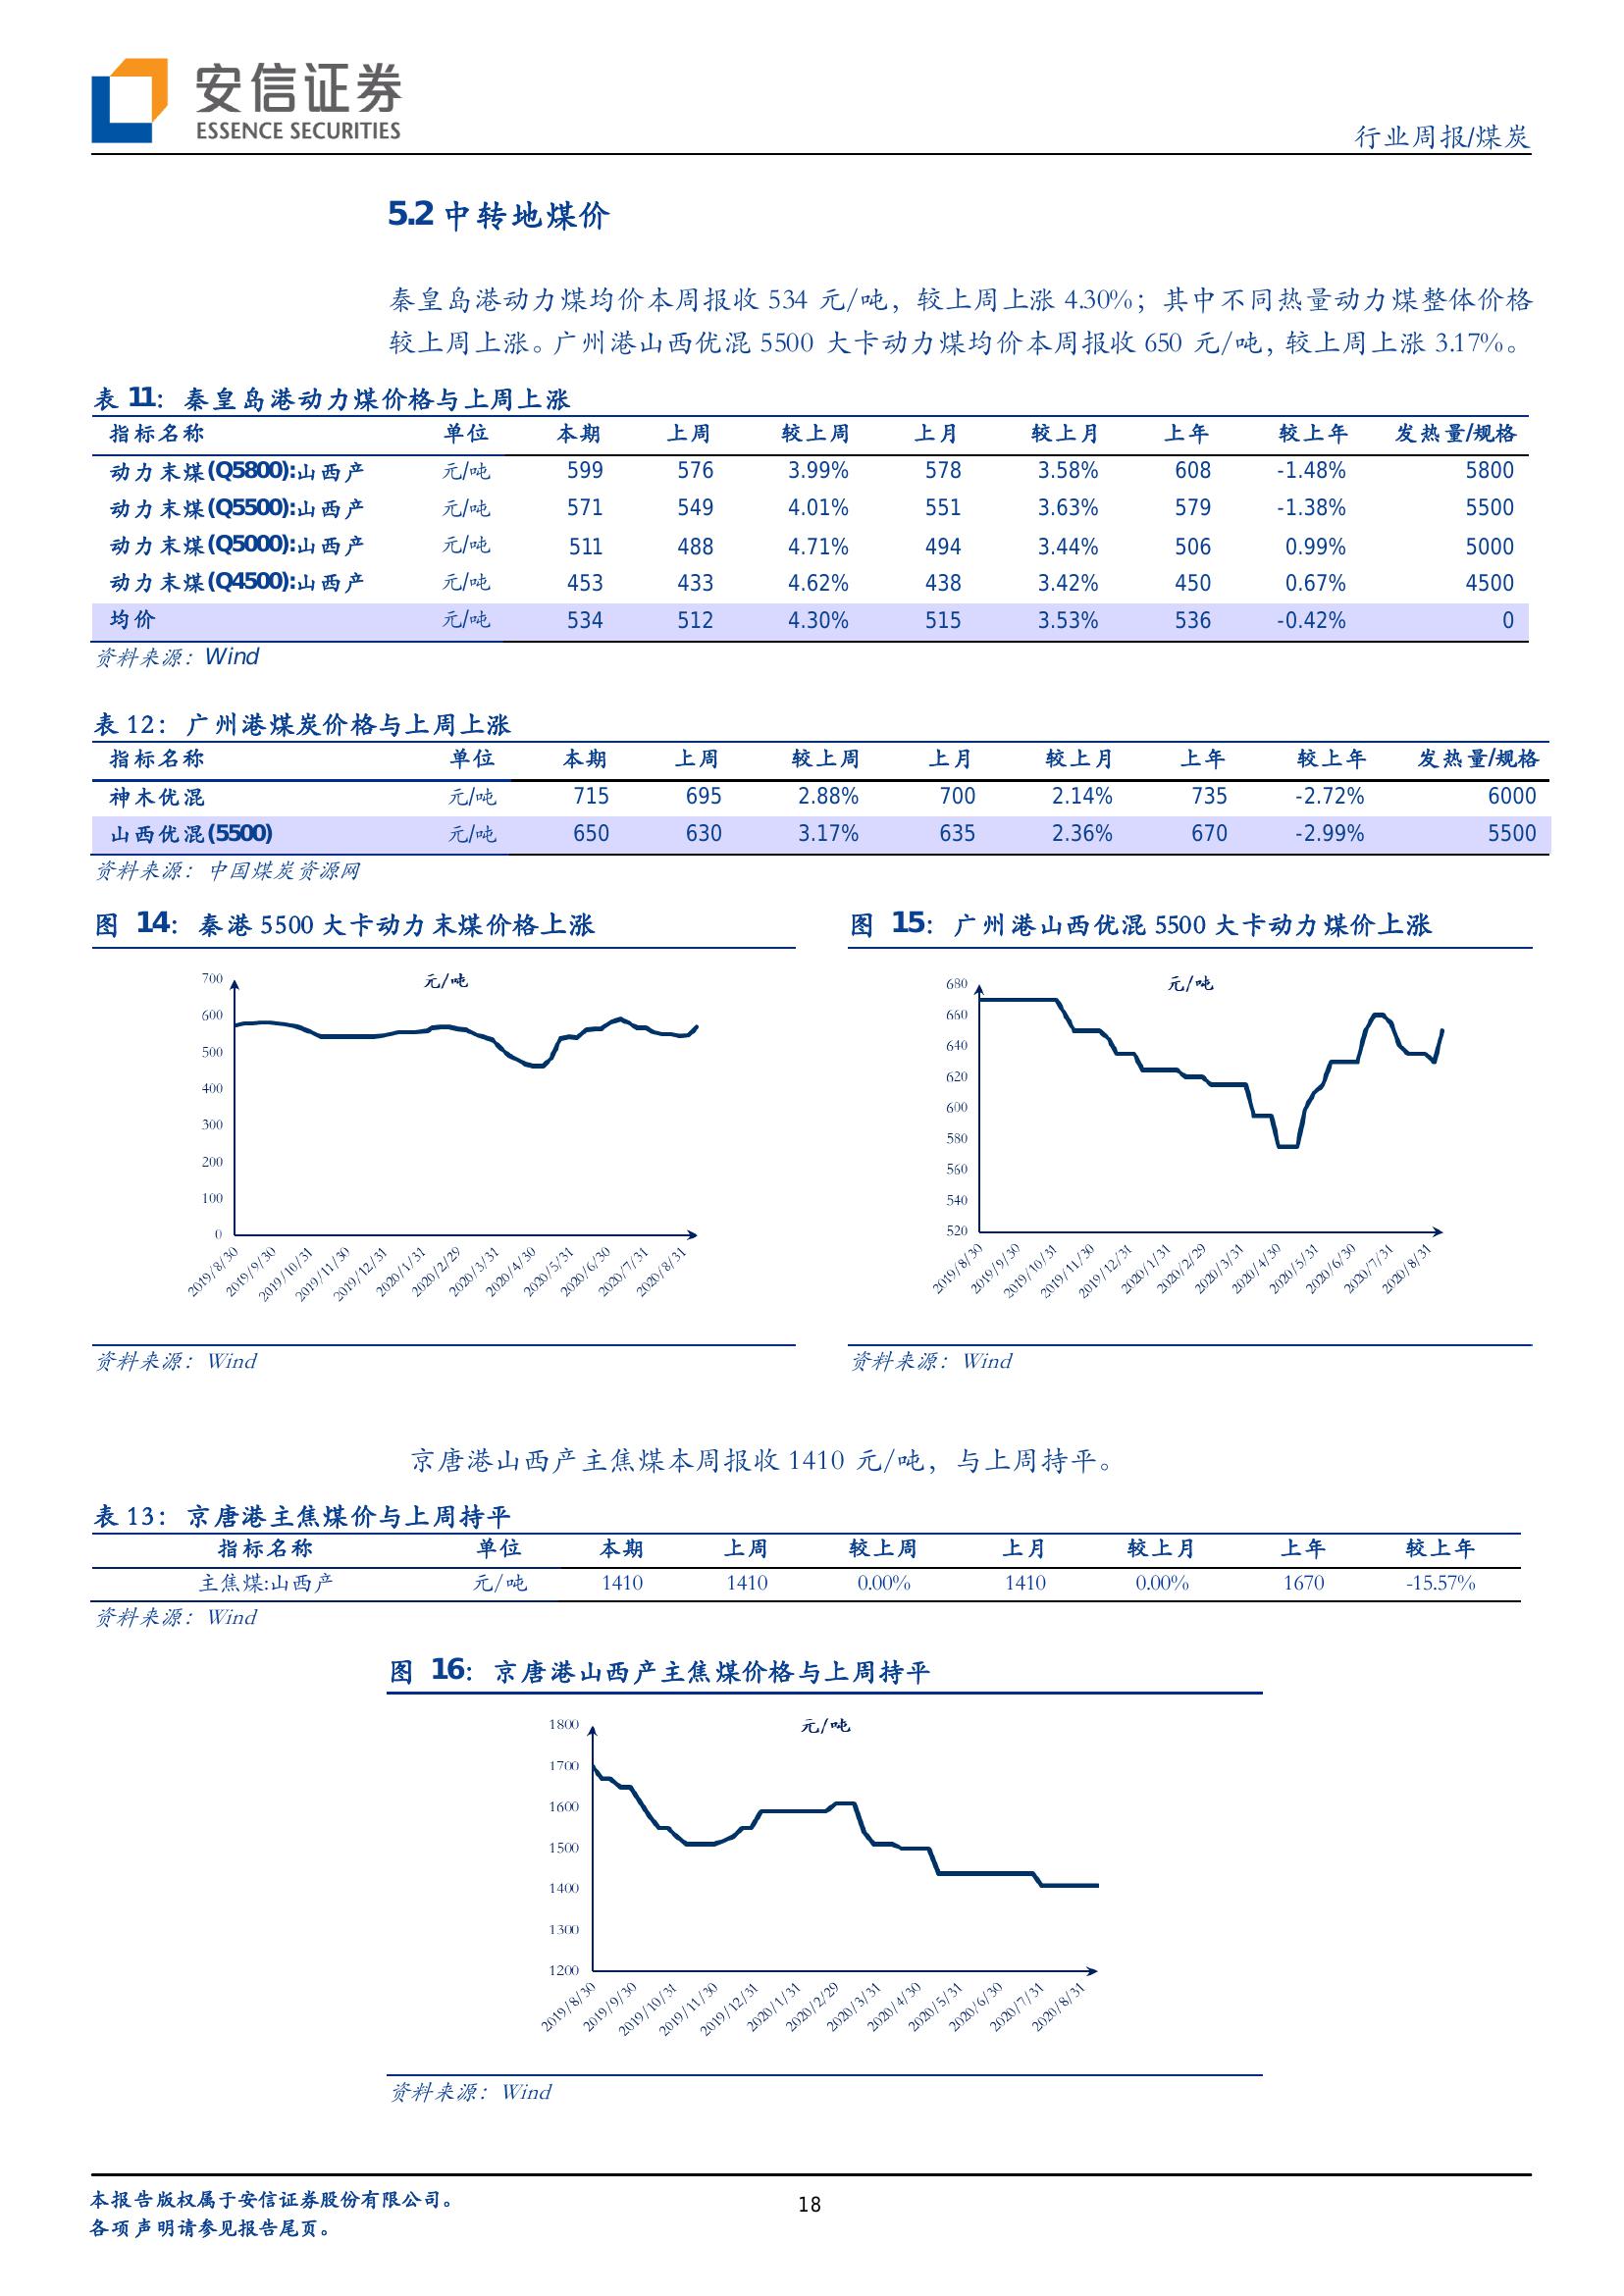 安信证券
ESSENCE SECURITIES
行业周报/煤炭
5.2 中转地煤价
秦皇岛港动力煤均价本周报收 534 元/吨，较上周上涨 4.30%；其中不同热量动力煤整体价格
较上周上涨。广州港山西优混 5500 大卡动力煤均价本周报收 650 元/吨，较上周上涨 3.17%。
表 11：秦皇岛港动力煤价格与上周上涨
指标名称 单位 本期 上周 较上周 上月 较上月 上年 较上年 发热量/规格
动力末煤(Q5800):山西产 元/吨 599 576 3.99% 578 3.58% 608 -1.48% 5800
动力末煤(Q5500):山西产 元/吨 571 549 4.01% 551 3.63% 579 -1.38% 5500
动力末煤(Q5000):山西产 元/吨 511 488 4.71% 494 3.44% 506 0.99% 5000
动力末煤(Q4500):山西产 元/吨 453 433 4.62% 438 3.42% 450 0.67% 4500
均价 元/吨 534 512 4.30% 515 3.53% 536 -0.42% 0
资料来源：Wind
表 12：广州港煤炭价格与上周上涨
指标名称 单位 本期 上周 较上周 上月 较上月 上年 较上年 发热量/规格
神木优混 元/吨 715 695 2.88% 700 2.14% 735 -2.72% 6000
山西优混(5500) 元/吨 650 630 3.17% 635 2.36% 670 -2.99% 5500
资料来源：中国煤炭资源网
图 14：秦港 5500 大卡动力末煤价格上涨
元/吨
700
600
500
400
300
200
100
0
2019/8/30 2019/9/30 2019/10/31 2019/11/30 2019/12/31 2020/1/31 2020/2/29 2020/3/31 2020/4/30 2020/5/31 2020/6/30 2020/7/31 2020/8/31
资料来源：Wind
图 15：广州港山西优混 5500 大卡动力煤价上涨
元/吨
680
660
640
620
600
580
560
540
520
2019/8/30 2019/9/30 2019/10/31 2019/11/30 2019/12/31 2020/1/31 2020/2/29 2020/3/31 2020/4/30 2020/5/31 2020/6/30 2020/7/31 2020/8/31
资料来源：Wind
京唐港山西产主焦煤本周报收 1410 元/吨，与上周持平。
表 13：京唐港主焦煤价与上周持平
指标名称 单位 本期 上周 较上周 上月 较上月 上年 较上年
主焦煤:山西产 元/吨 1410 1410 0.00% 1410 0.00% 1670 -15.57%
资料来源：Wind
图 16：京唐港山西产主焦煤价格与上周持平
元/吨
1800
1700
1600
1500
1400
1300
1200
2019/8/30 2019/9/30 2019/10/31 2019/11/30 2019/12/31 2020/1/31 2020/2/29 2020/3/31 2020/4/30 2020/5/31 2020/6/30 2020/7/31 2020/8/31
资料来源：Wind
本报告版权属于安信证券股份有限公司。
各项声明请参见报告尾页。
18